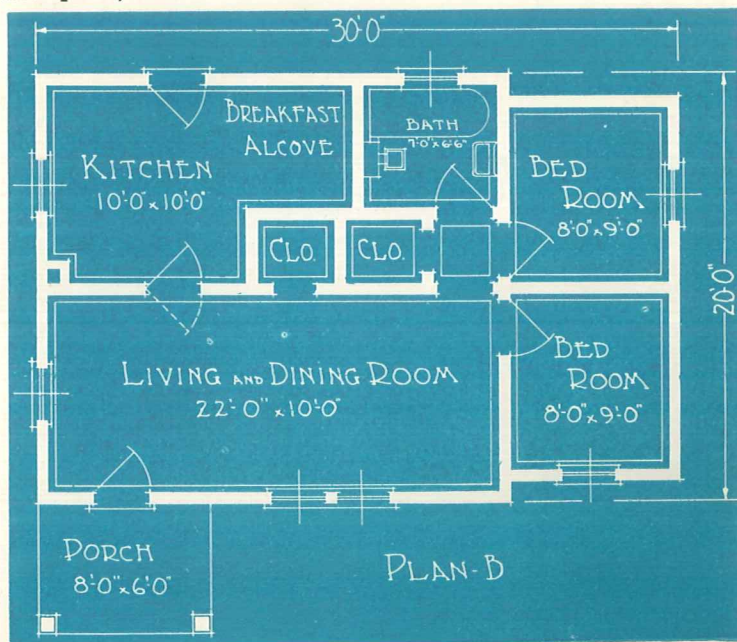 30'-0"
BREAKFAST
ALCOVE
BATH
7'-0"x6'-6"
KITCHEN
10'-0"x10'-0"
BED
ROOM
8'-0"x9'-0"
CLO.
CLO.
20'-0"
LIVING AND DINING ROOM
22'-0"x10'-0"
BED
ROOM
8'-0"x9'-0"
PORCH
8'-0"x6'-0"
PLAN-B